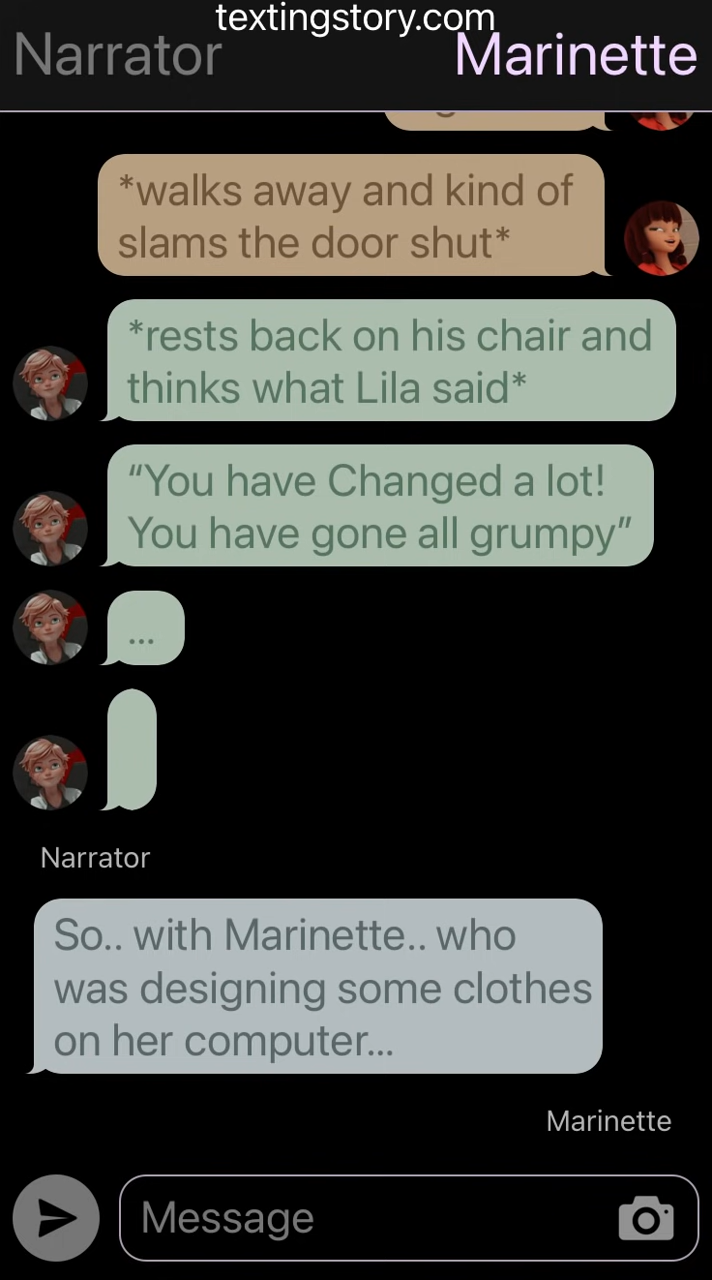 textingstory.com
Narrator
Marinette
*walks away and kind of
slams the door shut*
*rests back on his chair and
thinks what Lila said*
“You have Changed a lot!
You have gone all grumpy”
...
Narrator
So.. with Marinette.. who
was designing some clothes
on her computer...
Marinette
Message